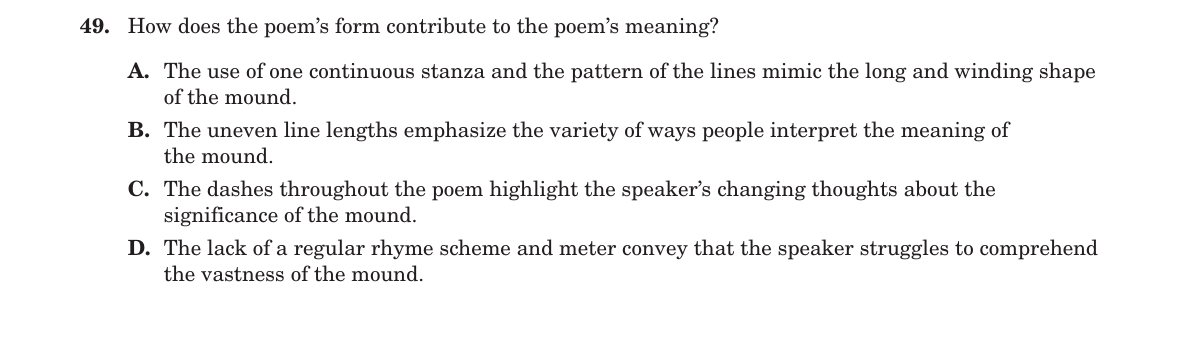 49. How does the poem’s form contribute to the poem’s meaning?
A. The use of one continuous stanza and the pattern of the lines mimic the long and winding shape
of the mound.
B. The uneven line lengths emphasize the variety of ways people interpret the meaning of
the mound.
C. The dashes throughout the poem highlight the speaker’s changing thoughts about the
significance of the mound.
D. The lack of a regular rhyme scheme and meter convey that the speaker struggles to comprehend
the vastness of the mound.